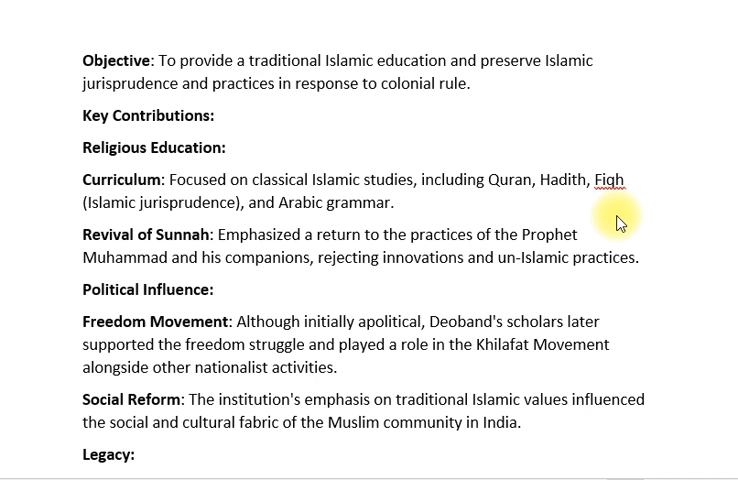 Objective: To provide a traditional Islamic education and preserve Islamic
jurisprudence and practices in response to colonial rule.
Key Contributions:
Religious Education:
Curriculum: Focused on classical Islamic studies, including Quran, Hadith, Fiqh
(Islamic jurisprudence), and Arabic grammar.
Revival of Sunnah: Emphasized a return to the practices of the Prophet
Muhammad and his companions, rejecting innovations and un-Islamic practices.
Political Influence:
Freedom Movement: Although initially apolitical, Deoband's scholars later
supported the freedom struggle and played a role in the Khilafat Movement
alongside other nationalist activities.
Social Reform: The institution's emphasis on traditional Islamic values influenced
the social and cultural fabric of the Muslim community in India.
Legacy: